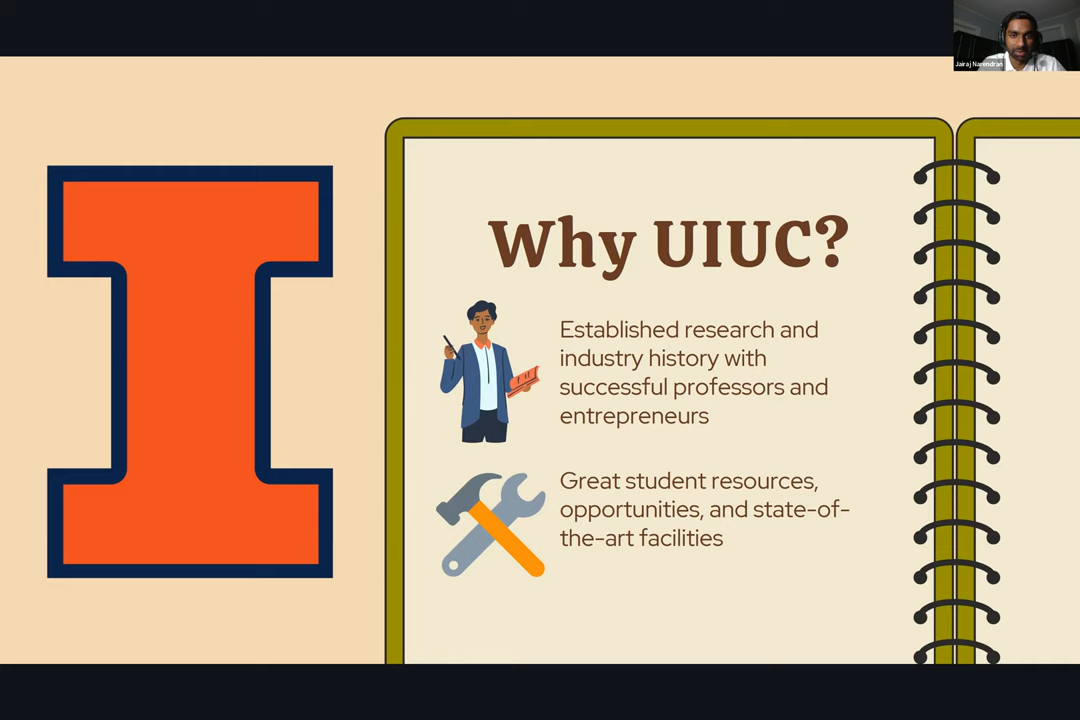 Jairaj Narendran
Why UIUC?
Established research and
industry history with
successful professors and
entrepreneurs
Great student resources,
opportunities, and state-of-
the-art facilities